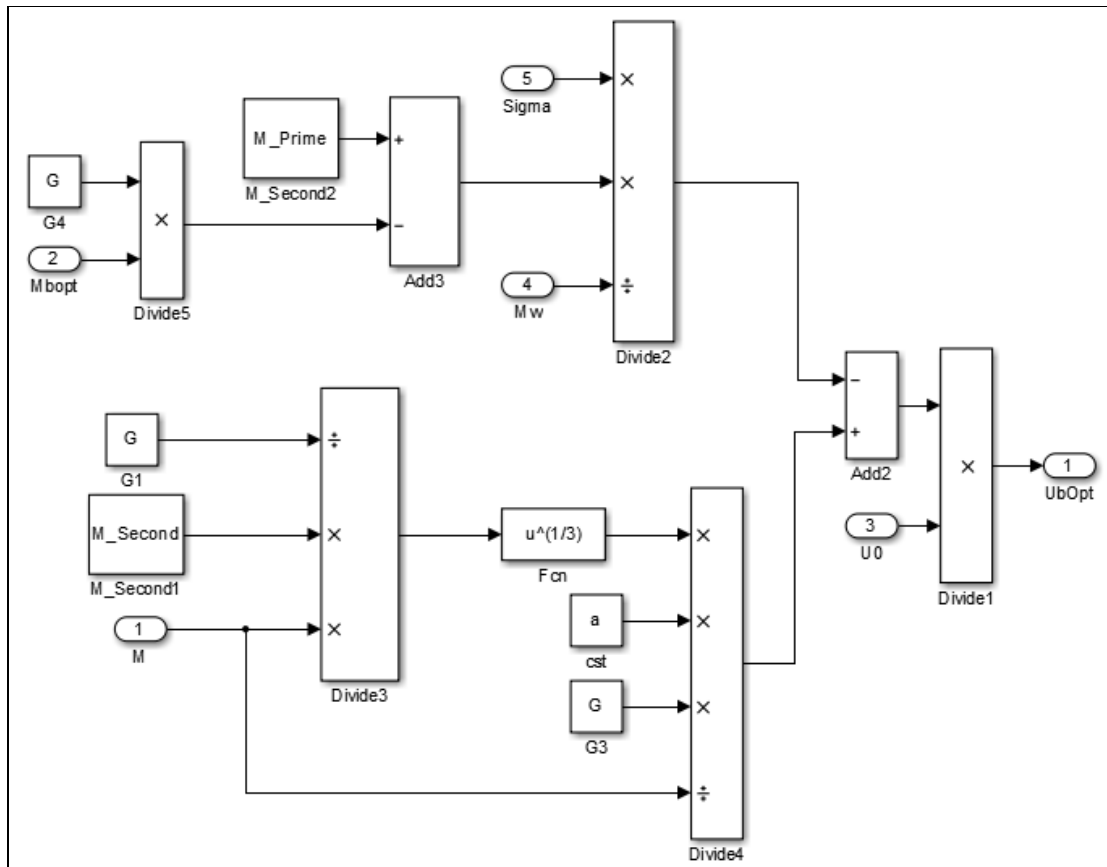 5
×
Sigma
M_Prime
+
M_Second2
G
×
G4
×
−
2
Mbopt
Add3
4
÷
Mw
Divide5
Divide2
−
+
Add2
G
÷
G1
×
1
UbOpt
M_Second
×
u^(1/3)
×
3
U0
M_Second1
Fcn
Divide1
1
×
a
×
M
cst
Divide3
G
×
G3
÷
Divide4